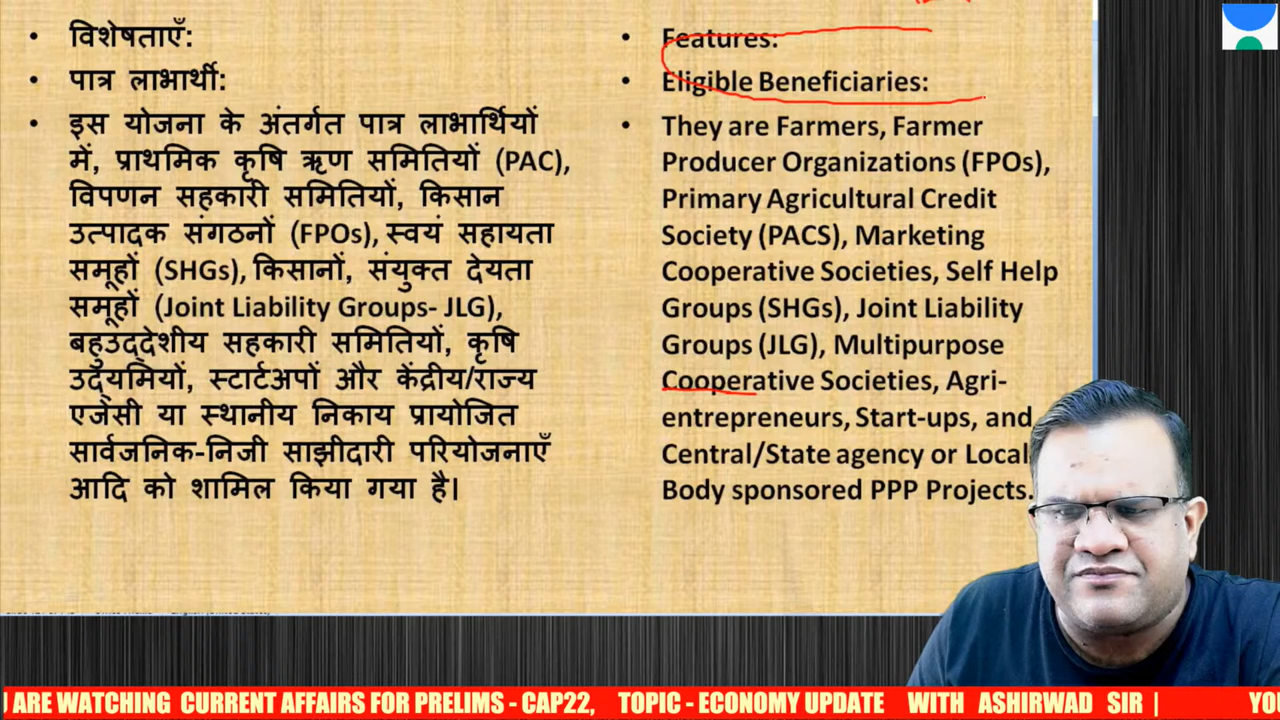 विशेषताएँ:
पात्र लाभार्थी:
इस योजना के अंतर्गत पात्र लाभार्थियों
में, प्राथमिक कृषि ऋण समितियों (PAC),
विपणन सहकारी समितियों, किसान
उत्पादक संगठनों (FPOs), स्वयं सहायता
समूहों (SHGs), किसानों, संयुक्त देयता
समूहों (Joint Liability Groups- JLG),
बहुउद्देशीय सहकारी समितियों, कृषि
उद्यमियों, स्टार्टअपों और केंद्रीय/राज्य
एजेंसी या स्थानीय निकाय प्रायोजित
सार्वजनिक-निजी साझीदारी परियोजनाएँ
आदि को शामिल किया गया है।
Features:
Eligible Beneficiaries:
They are Farmers, Farmer
Producer Organizations (FPOs),
Primary Agricultural Credit
Society (PACS), Marketing
Cooperative Societies, Self Help
Groups (SHGs), Joint Liability
Groups (JLG), Multipurpose
Cooperative Societies, Agri-
entrepreneurs, Start-ups, and
Central/State agency or Local
Body sponsored PPP Projects.
ARE WATCHING CURRENT AFFAIRS FOR PRELIMS - CAP22, TOPIC - ECONOMY UPDATE WITH ASHIRWAD SIR | YO